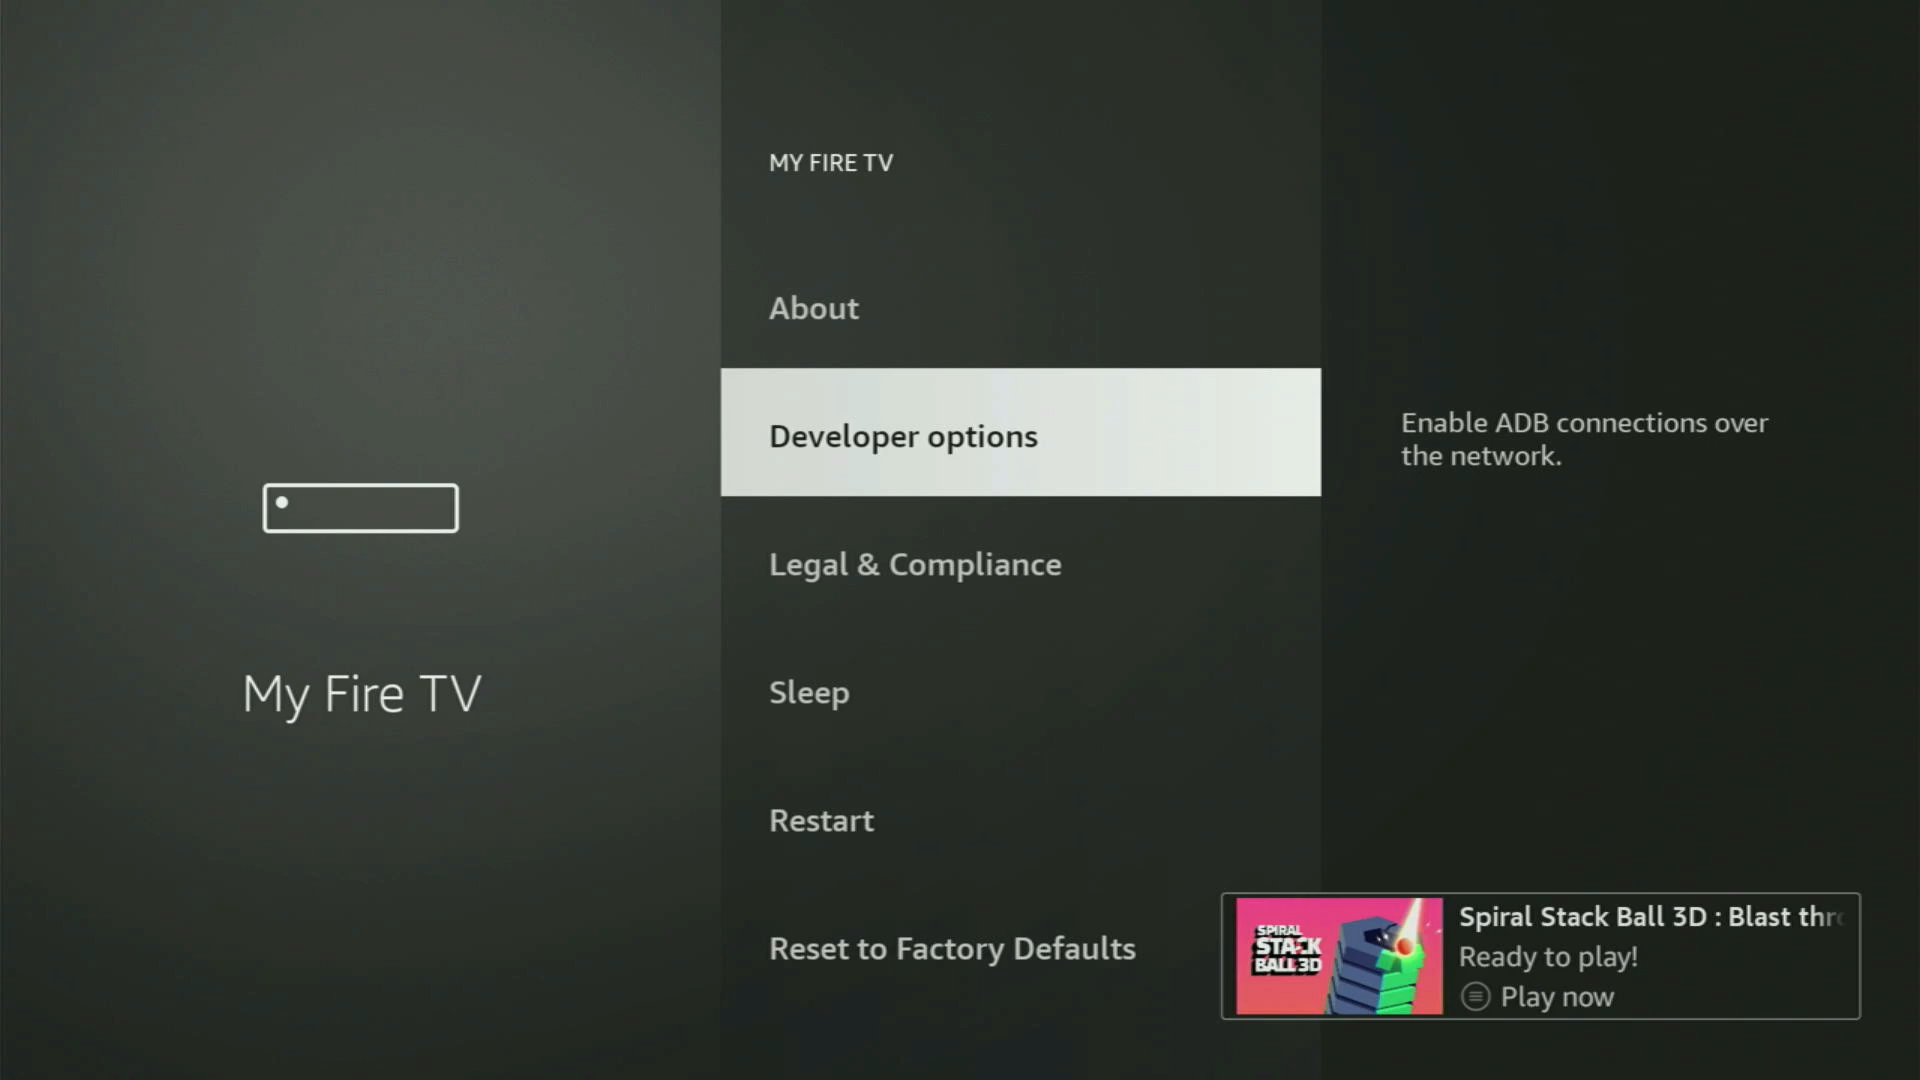 MY FIRE TV
About
Developer options
Enable ADB connections over
the network.
Legal & Compliance
My Fire TV
Sleep
Restart
Reset to Factory Defaults
SPIRAL
STACK
BALL 3D
Spiral Stack Ball 3D : Blast thro
Ready to play!
Play now